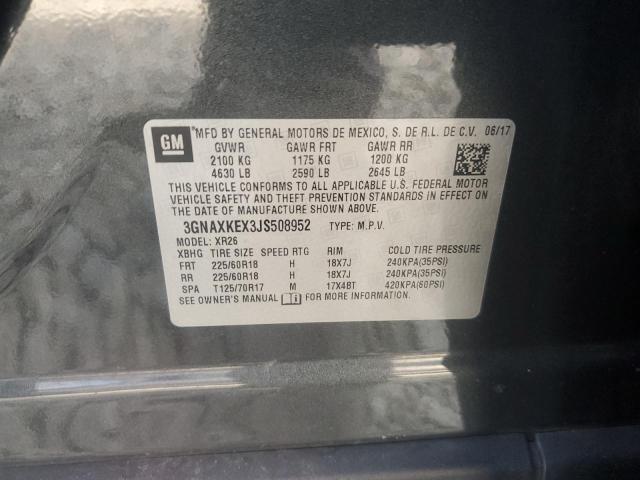 GM
MFD BY GENERAL MOTORS DE MEXICO, S. DE R.L. DE C.V. 06/17
GVWR GAWR FRT GAWR RR
2100 KG 1175 KG 1200 KG
4630 LB 2590 LB 2645 LB
THIS VEHICLE CONFORMS TO ALL APPLICABLE U.S. FEDERAL MOTOR
VEHICLE SAFETY AND THEFT PREVENTION STANDARDS IN EFFECT ON
THE DATE OF MANUFACTURE SHOWN ABOVE.
3GNAXKEX3JS508952 TYPE: M.P.V.
MODEL: XR26
XBHG TIRE SIZE SPEED RTG RIM COLD TIRE PRESSURE
FRT 225/60R18 H 18X7J 240KPA(35PSI)
RR 225/60R18 H 18X7J 240KPA(35PSI)
SPA T125/70R17 M 17X4BT 420KPA(60PSI)
SEE OWNER'S MANUAL FOR MORE INFORMATION.